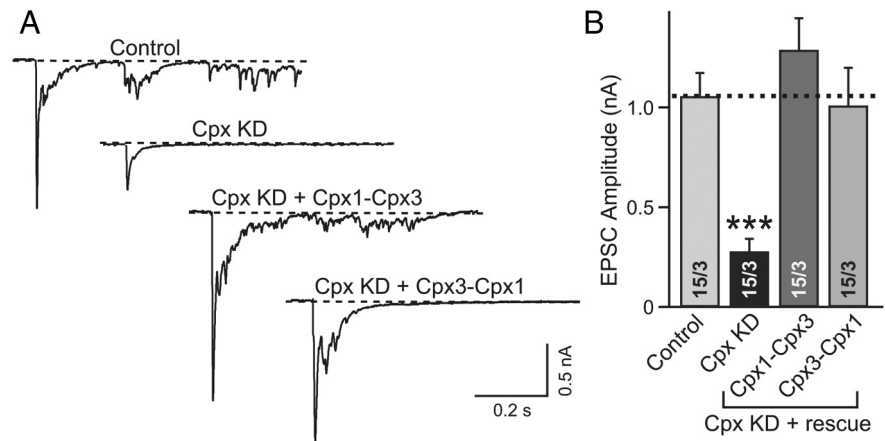 A
Control
Cpx KD
Cpx KD + Cpx1-Cpx3
Cpx KD + Cpx3-Cpx1
0.5 nA
0.2 s
B
EPSC Amplitude (nA)
1.0
0.5
0
***
15/3
15/3
15/3
15/3
Control
Cpx KD
Cpx1-Cpx3
Cpx3-Cpx1
Cpx KD + rescue